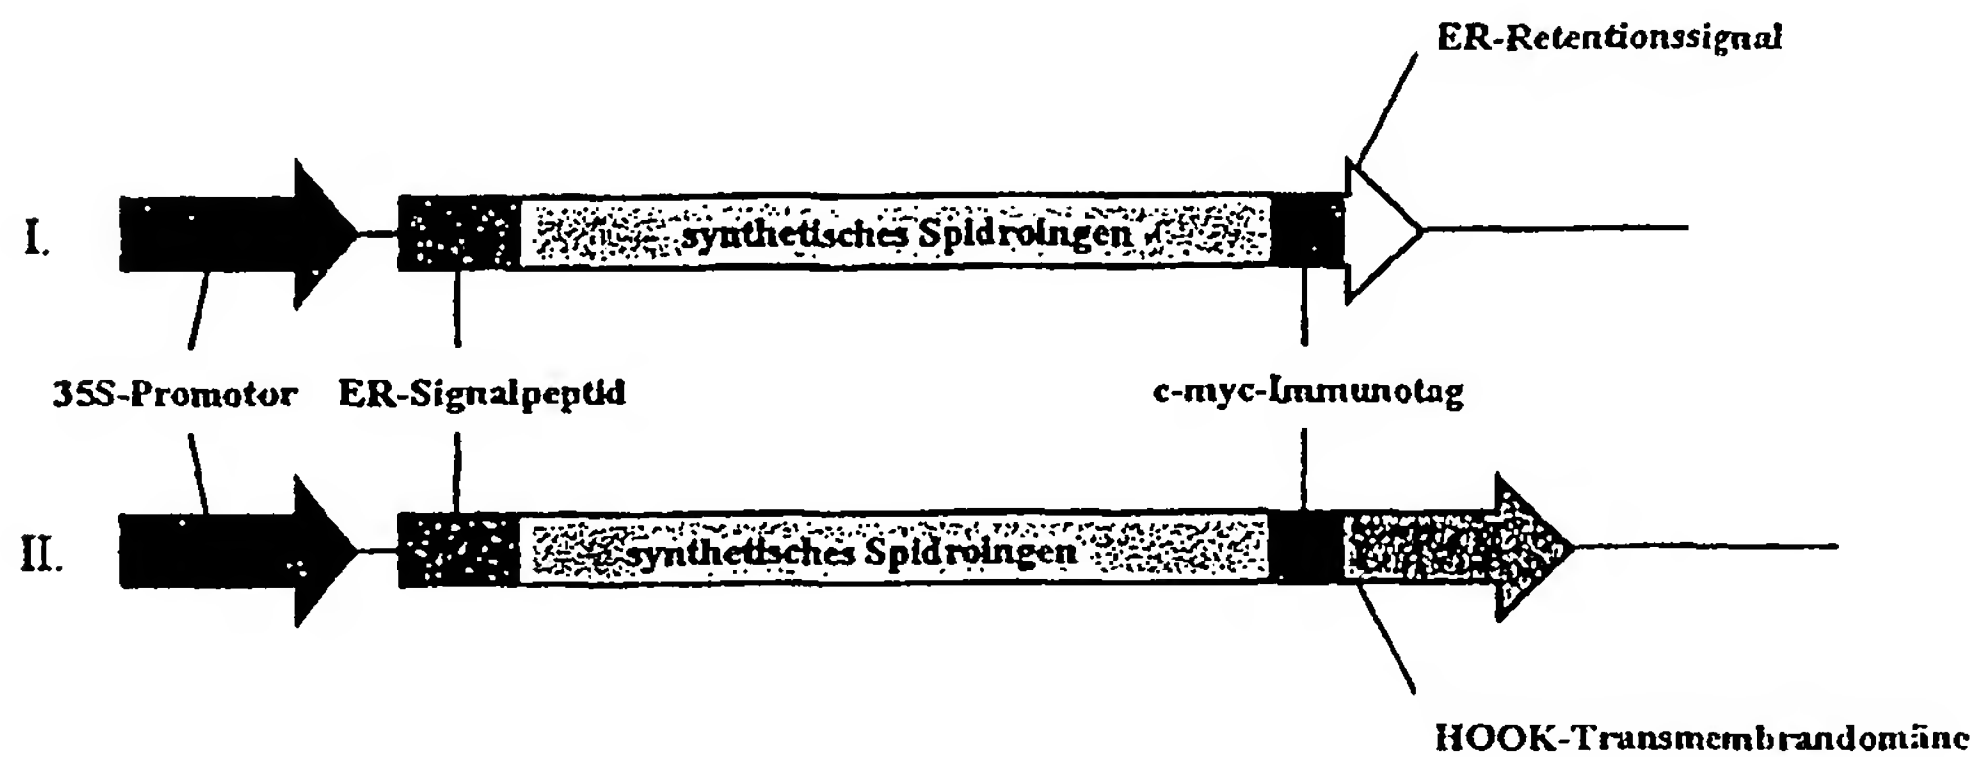 ER-Retentionssignal
I.
synthetisches Spidroingen
35S-Promotor
ER-Signalpeptid
c-myc-Immunotag
II.
synthetisches Spidroingen
HOOK-Transmembrandomäne